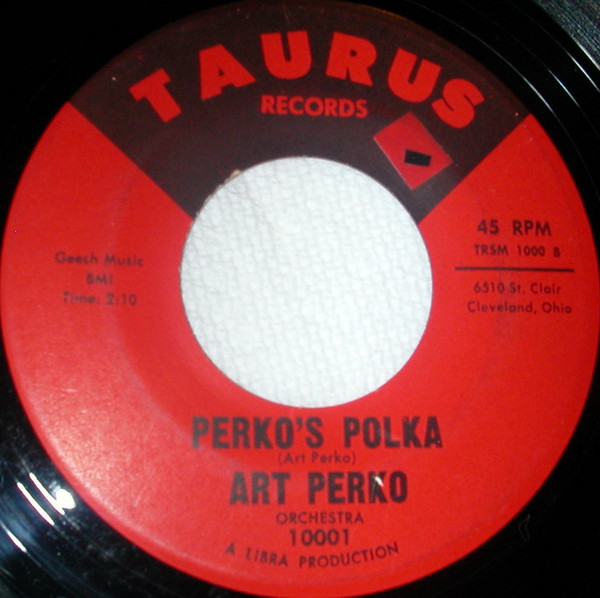 TAURUS
RECORDS
Geesh Music
BMI
Time: 2:10
45 RPM
TRSM 1000 B
6510 St. Clair
Cleveland, Ohio
PERKO'S POLKA
(Art Perko)
ART PERKO
ORCHESTRA
10001
A LIBRA PRODUCTION